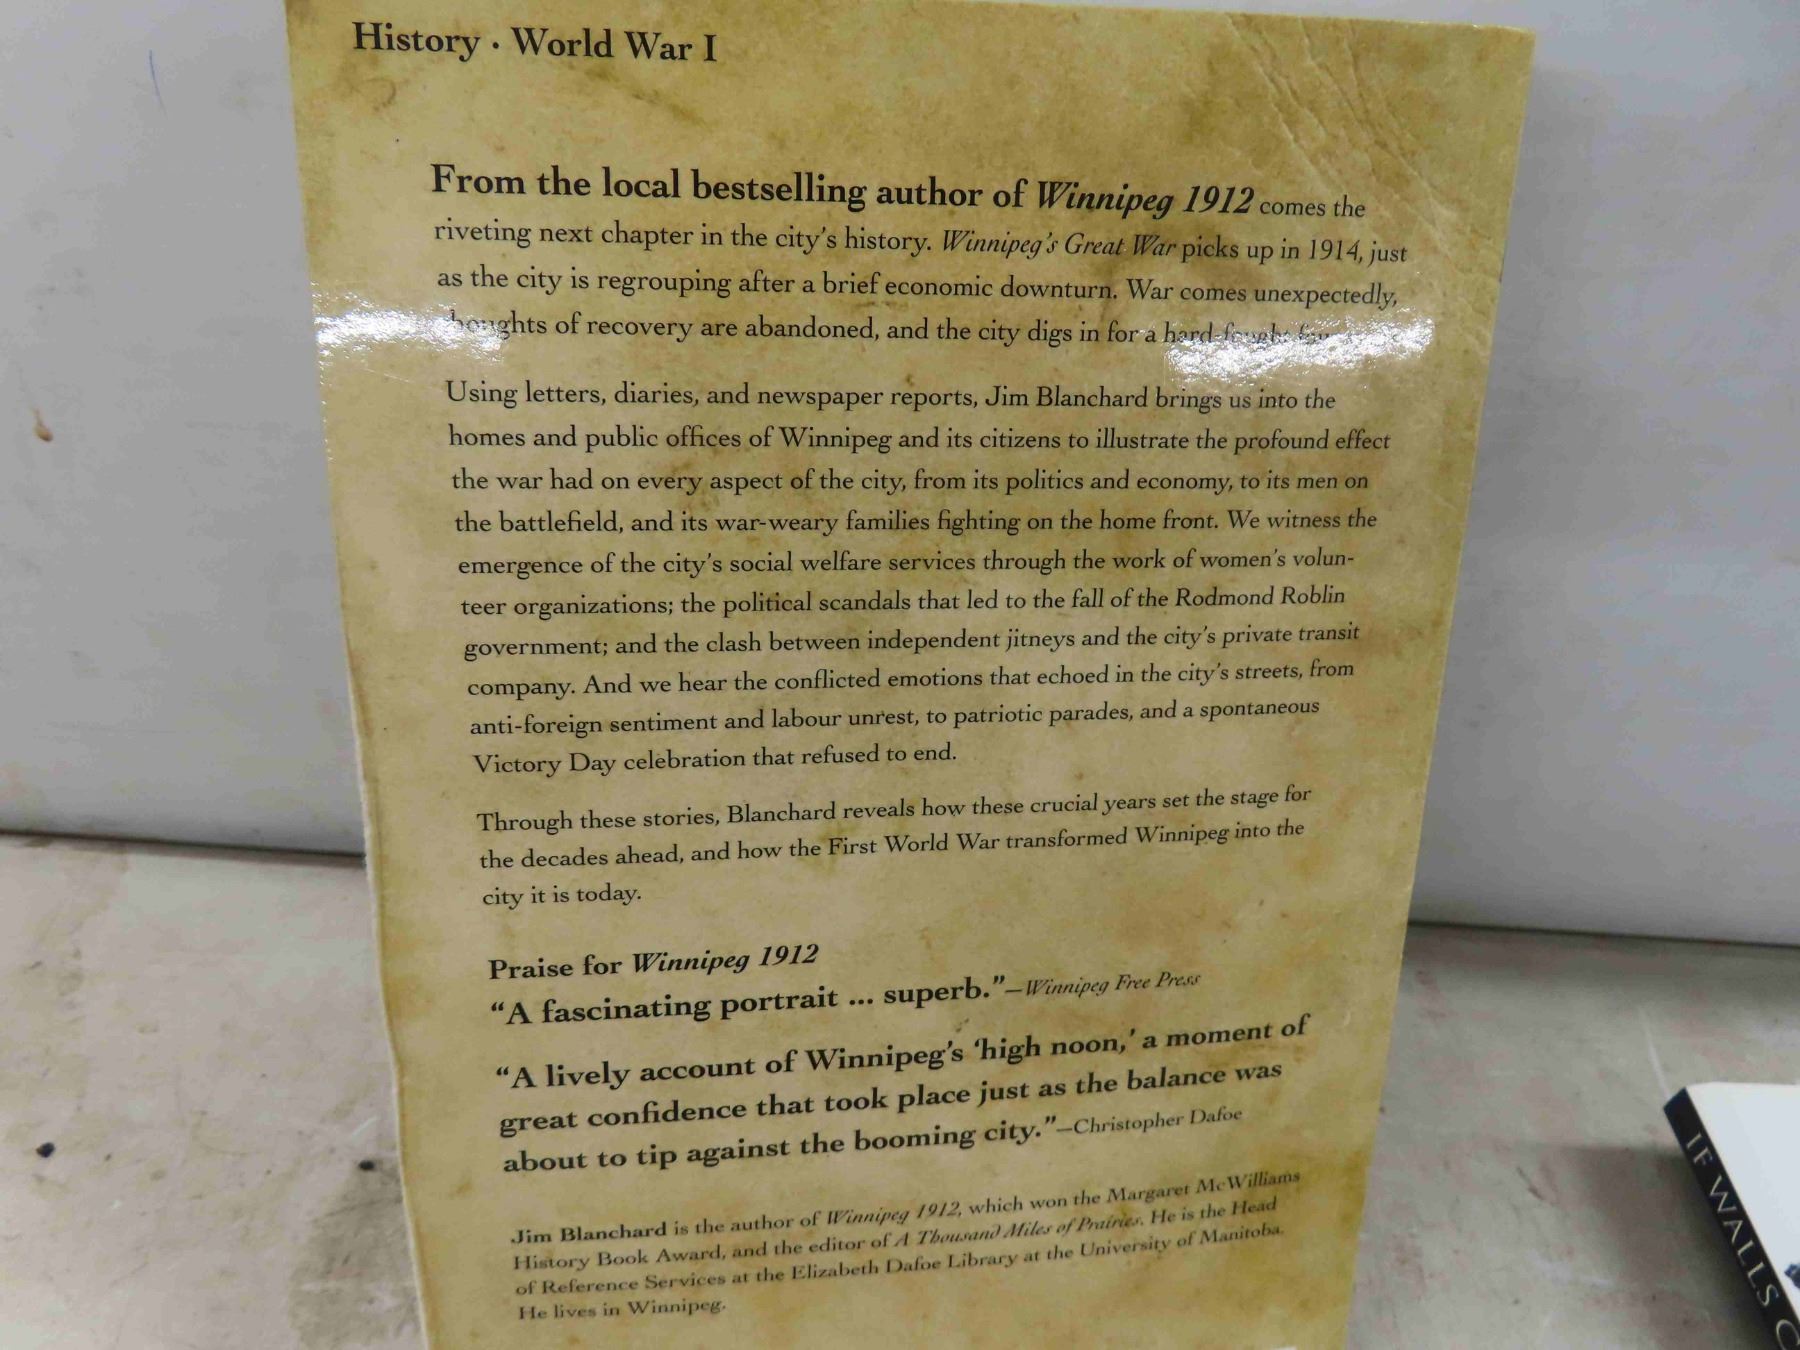 History • World War I
From the local bestselling author of Winnipeg 1912 comes the
riveting next chapter in the city's history. Winnipeg's Great War picks up in 1914, just
as the city is regrouping after a brief economic downturn. War comes unexpectedly,
thoughts of recovery are abandoned, and the city digs in for a hard-fought
Using letters, diaries, and newspaper reports, Jim Blanchard brings us into the
homes and public offices of Winnipeg and its citizens to illustrate the profound effect
the war had on every aspect of the city, from its politics and economy, to its men on
the battlefield, and its war-weary families fighting on the home front. We witness the
emergence of the city's social welfare services through the work of women's volun-
teer organizations; the political scandals that led to the fall of the Rodmond Roblin
government; and the clash between independent jitneys and the city's private transit
company. And we hear the conflicted emotions that echoed in the city's streets, from
anti-foreign sentiment and labour unrest, to patriotic parades, and a spontaneous
Victory Day celebration that refused to end.
Through these stories, Blanchard reveals how these crucial years set the stage for
the decades ahead, and how the First World War transformed Winnipeg into the
city it is today.
Praise for Winnipeg 1912
“A fascinating portrait ... superb.”—Winnipeg Free Press
“A lively account of Winnipeg's ‘high noon,’ a moment of
great confidence that took place just as the balance was
about to tip against the booming city.”—Christopher Dafoe
Jim Blanchard is the author of Winnipeg 1912, which won the Margaret McWilliams
History Book Award, and the editor of A Thousand Miles of Prairies. He is the Head
of Reference Services at the Elizabeth Dafoe Library at the University of Manitoba.
He lives in Winnipeg.
IF WALLS